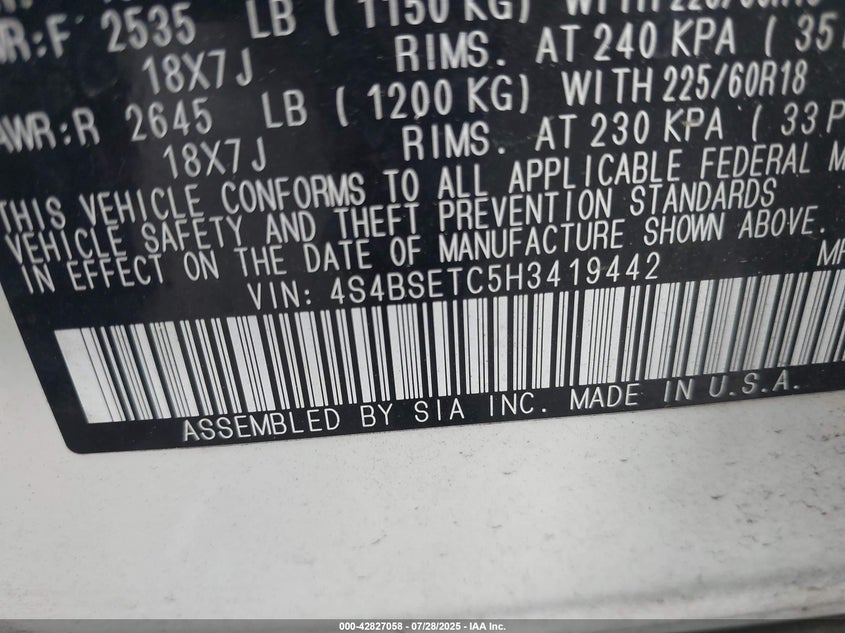 WR:F 2535 LB ( 1150 KG) WITH 225/60R18
18X7J RIMS. AT 240 KPA ( 35
AWR:R 2645 LB ( 1200 KG) WITH 225/60R18
18X7J RIMS. AT 230 KPA ( 33 P
THIS VEHICLE CONFORMS TO ALL APPLICABLE FEDERAL M
VEHICLE SAFETY AND THEFT PREVENTION STANDARDS
IN EFFECT ON THE DATE OF MANUFACTURE SHOWN ABOVE.
VIN: 4S4BSETC5H3419442 MF
ASSEMBLED BY SIA INC. MADE IN U.S.A.
000-42827058 - 07/28/2025 - IAA Inc.